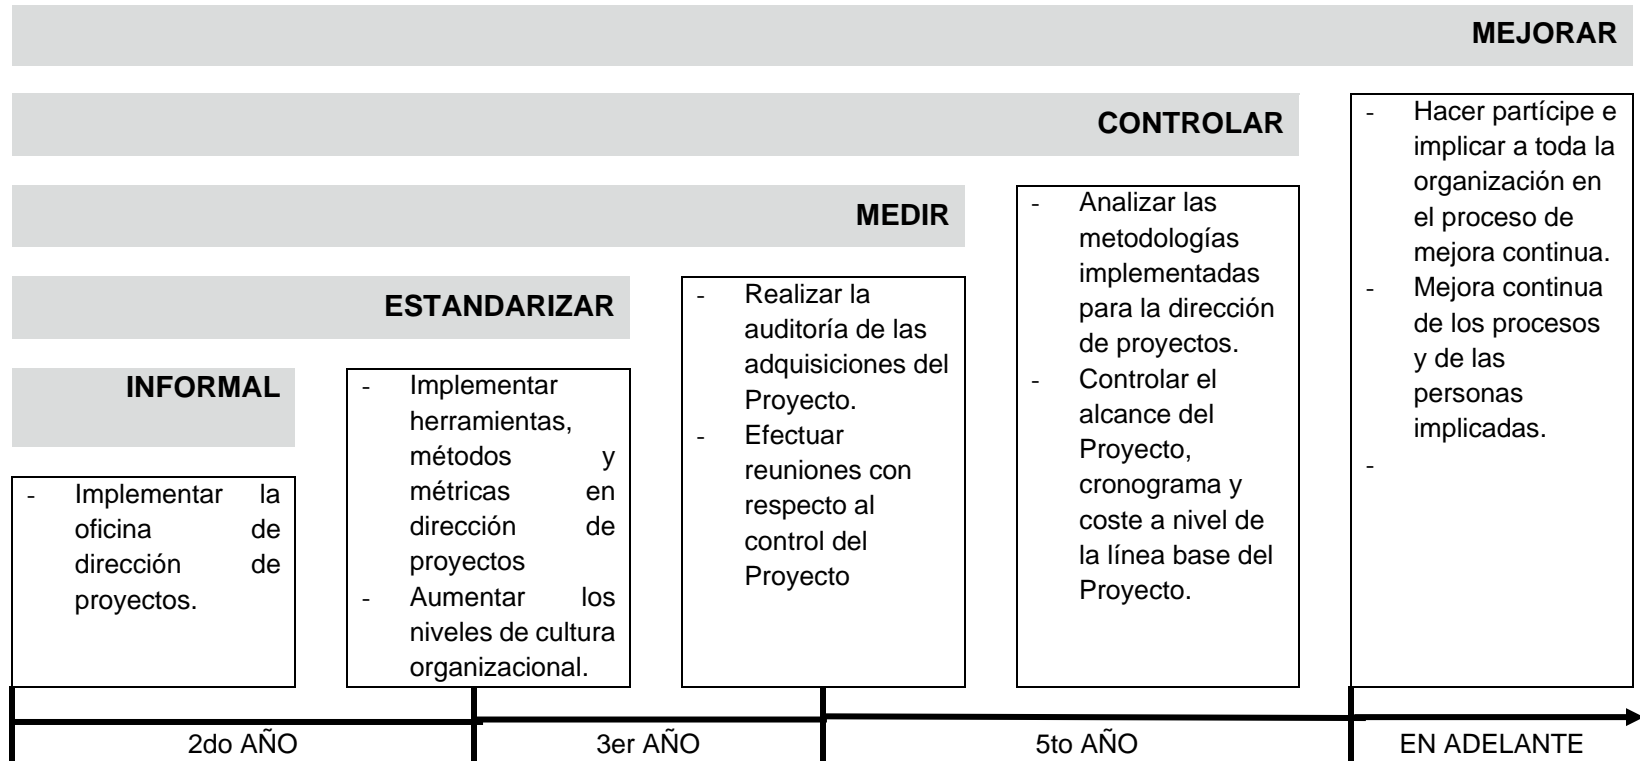 MEJORAR
CONTROLAR
MEDIR
ESTANDARIZAR
INFORMAL
- Implementar la
oficina de
dirección de
proyectos.
- Implementar
herramientas,
métodos y
métricas en
dirección de
proyectos
- Aumentar los
niveles de cultura
organizacional.
- Realizar la
auditoría de las
adquisiciones del
Proyecto.
- Efectuar
reuniones con
respecto al
control del
Proyecto
- Analizar las
metodologías
implementadas
para la dirección
de proyectos.
- Controlar el
alcance del
Proyecto,
cronograma y
coste a nivel de
la línea base del
Proyecto.
- Hacer partícipe e
implicar a toda la
organización en
el proceso de
mejora continua.
- Mejora continua
de los procesos
y de las
personas
implicadas.
-
2do AÑO
3er AÑO
5to AÑO
EN ADELANTE